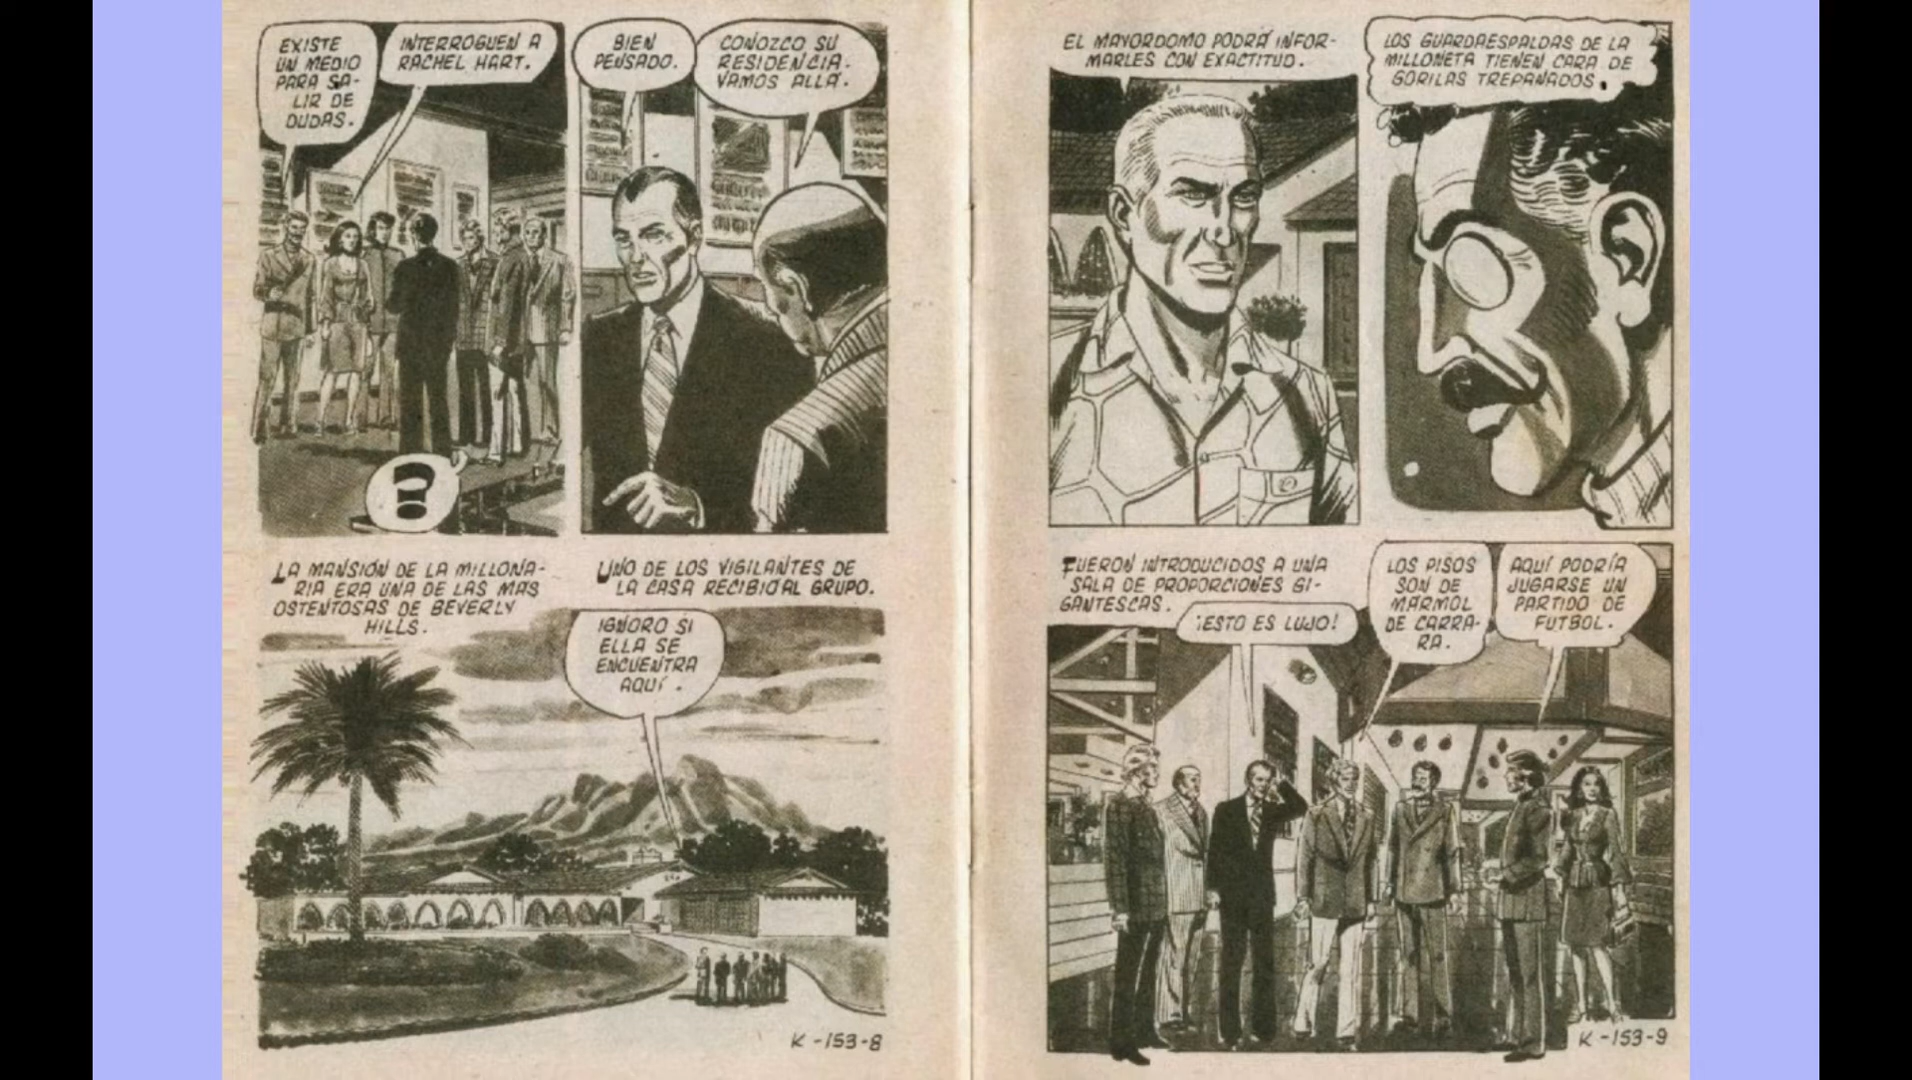 EXISTE
UN MEDIO
PARA SA-
LIR DE
DUDAS.
INTERROGUEN A
RACHEL HART.
?
BIEN
PENSADO.
CONOZCO SU
RESIDENCIA.
VAMOS ALLÁ.
LA MANSIÓN DE LA MILLONA-
RIA ERA UNA DE LAS MAS
OSTENTOSAS DE BEVERLY
HILLS.
UNO DE LOS VIGILANTES DE
LA CASA RECIBIÓ AL GRUPO.
IGNORO SI
ELLA SE
ENCUENTRA
AQUÍ.
K-153-8
EL MAYORDOMO PODRÁ INFOR-
MARLES CON EXACTITUD.
LOS GUARDAESPALDAS DE LA
MILLONETA TIENEN CARA DE
GORILAS TREPANADOS.
FUERON INTRODUCIDOS A UNA
SALA DE PROPORCIONES GI-
GANTESCAS.
¡ESTO ES LUJO!
LOS PISOS
SON DE
MÁRMOL
DE CARRA-
RA.
AQUÍ PODRÍA
JUGARSE UN
PARTIDO DE
FUTBOL.
K-153-9